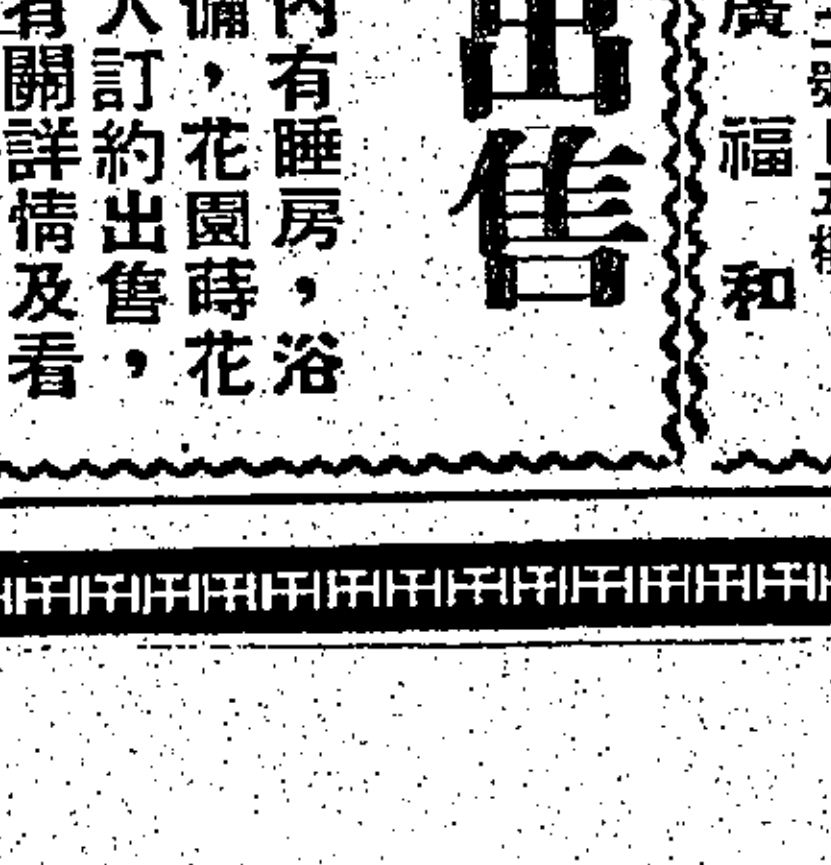 廣福和
出售
內有睡房，浴
備，花園蒔花
人訂約出售，
有關詳情及看